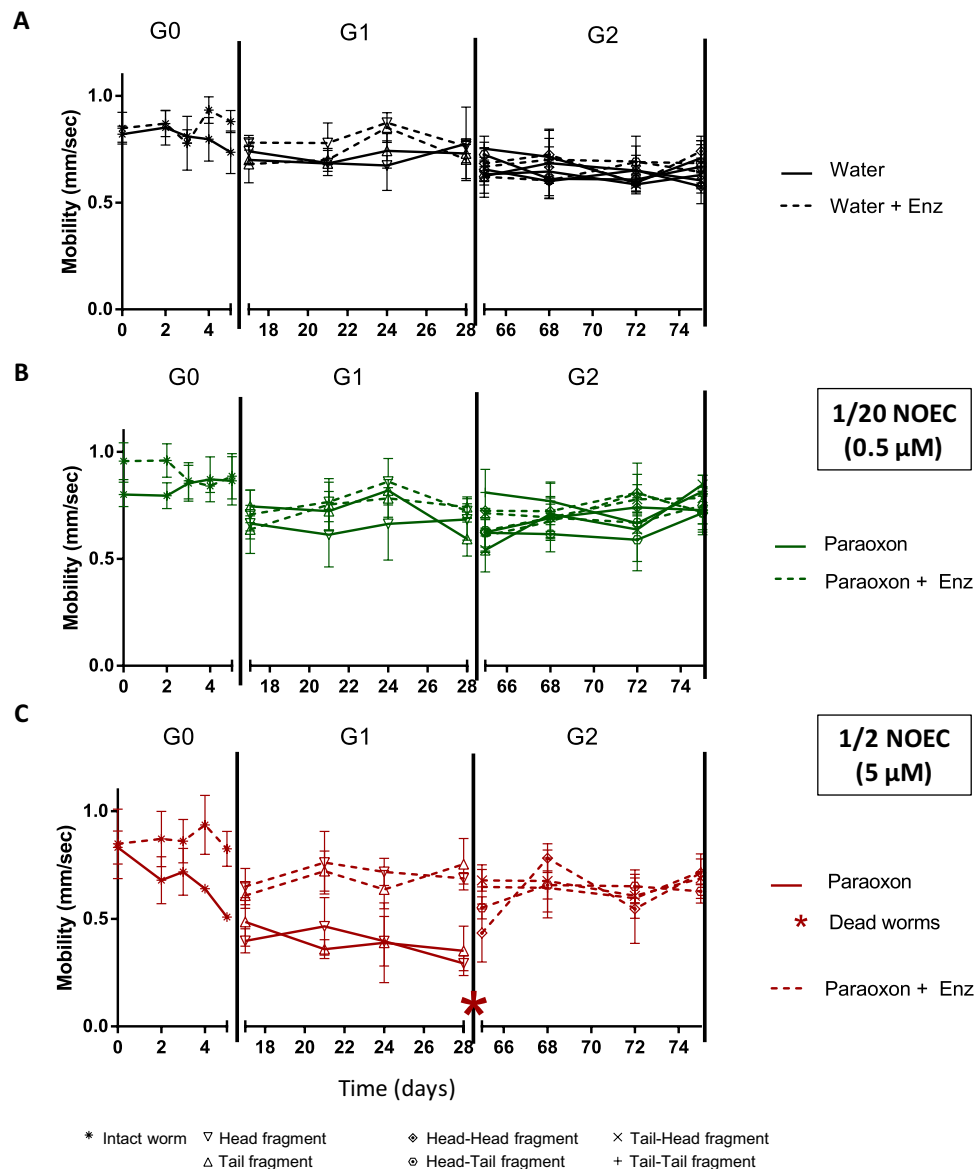 A
G0
G1
G2
Mobility (mm/sec)
1.0
0.5
0.0
0 2 4
18 20 22 24 26 28
66 68 70 72 74
Water
Water + Enz
B
G0
G1
G2
Mobility (mm/sec)
1.0
0.5
0.0
0 2 4
18 20 22 24 26 28
66 68 70 72 74
1/20 NOEC
(0.5 µM)
Paraoxon
Paraoxon + Enz
C
G0
G1
G2
Mobility (mm/sec)
1.0
0.5
0.0
0 2 4
18 20 22 24 26 28
66 68 70 72 74
1/2 NOEC
(5 µM)
Paraoxon
Dead worms
Paraoxon + Enz
Time (days)
Intact worm Head fragment Head-Head fragment Tail-Head fragment
Tail fragment Head-Tail fragment Tail-Tail fragment